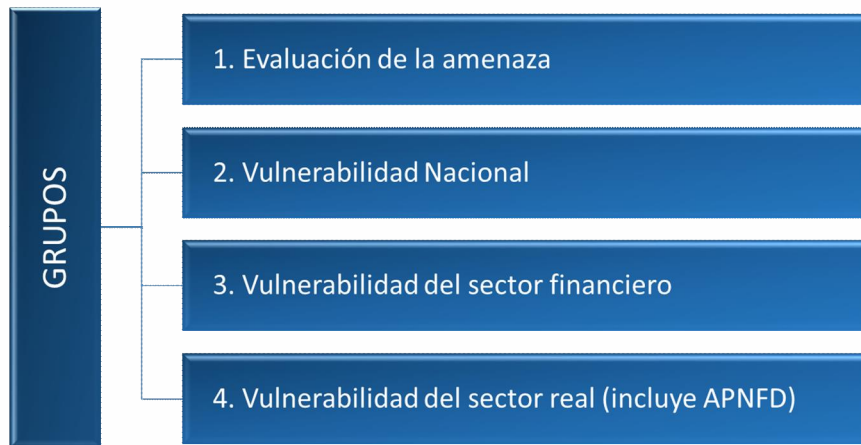 GRUPOS
1. Evaluación de la amenaza
2. Vulnerabilidad Nacional
3. Vulnerabilidad del sector financiero
4. Vulnerabilidad del sector real (incluye APNFD)